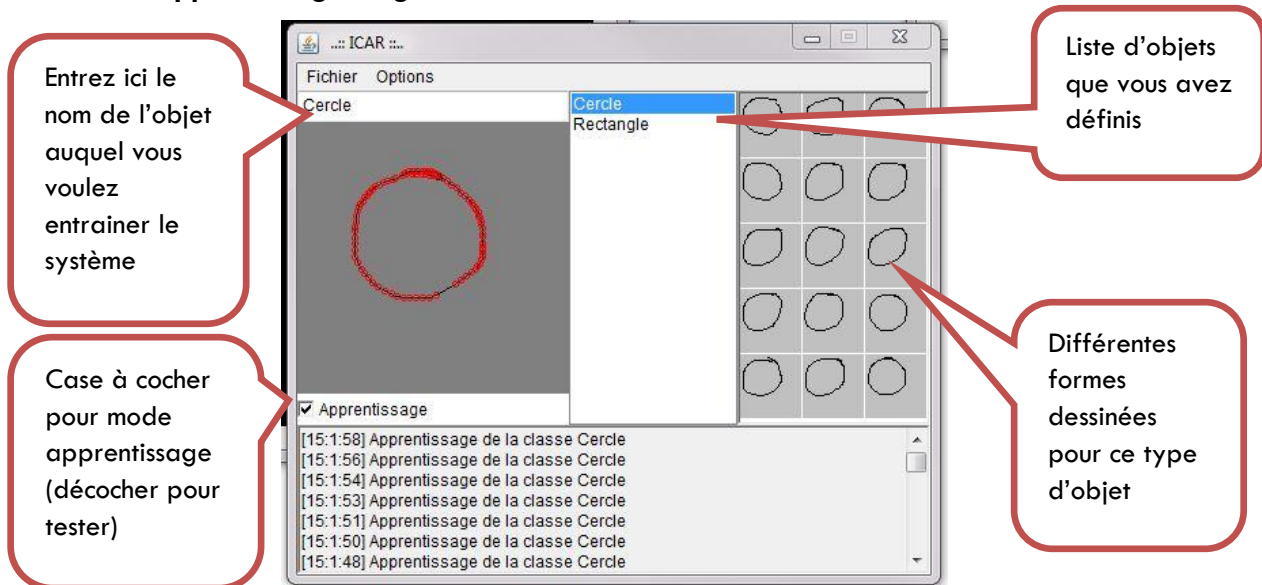 ..:: ICAR ::..
Fichier Options
Cercle
Cercle
Rectangle
Apprentissage
[15:1:58] Apprentissage de la classe Cercle
[15:1:56] Apprentissage de la classe Cercle
[15:1:54] Apprentissage de la classe Cercle
[15:1:53] Apprentissage de la classe Cercle
[15:1:51] Apprentissage de la classe Cercle
[15:1:50] Apprentissage de la classe Cercle
[15:1:48] Apprentissage de la classe Cercle
Entrez ici le
nom de l'objet
auquel vous
voulez
entrainer le
système
Case à cocher
pour mode
apprentissage
(décocher pour
tester)
Liste d'objets
que vous avez
définis
Différentes
formes
dessinées
pour ce type
d'objet